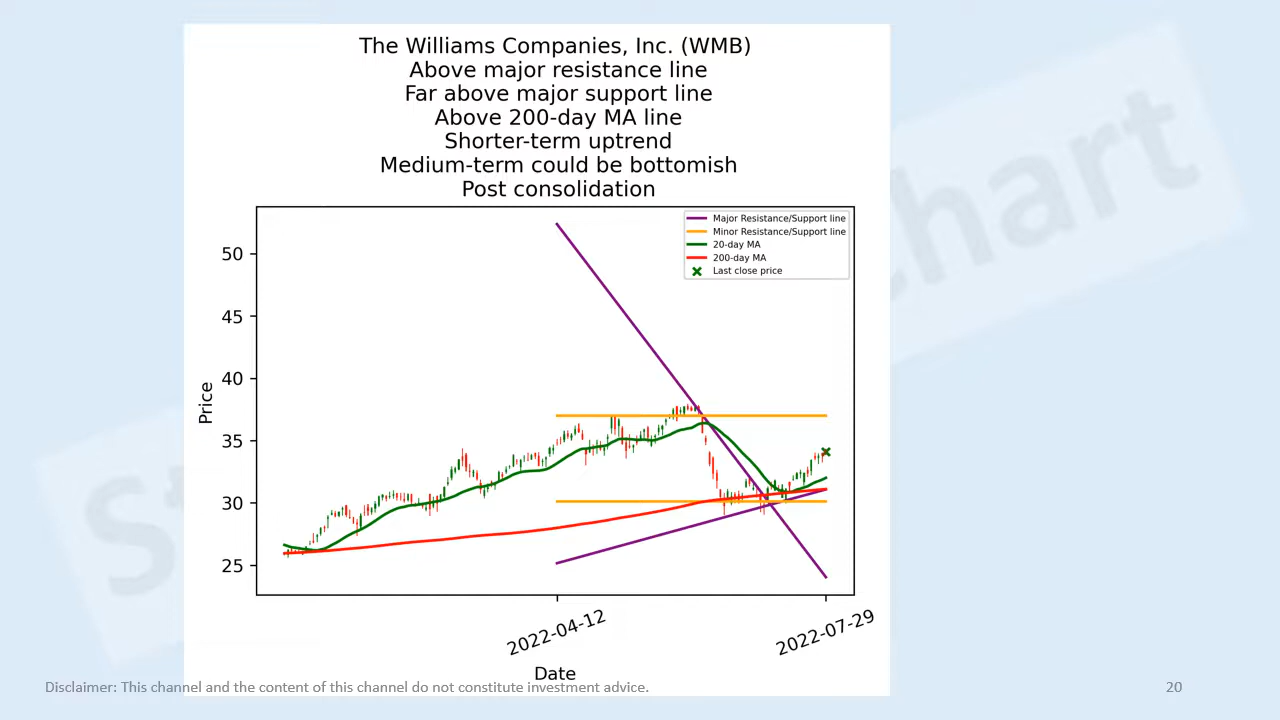 The Williams Companies, Inc. (WMB)
Above major resistance line
Far above major support line
Above 200-day MA line
Shorter-term uptrend
Medium-term could be bottomish
Post consolidation
Major Resistance/Support line
Minor Resistance/Support line
20-day MA
200-day MA
Last close price
50
45
40
35
30
25
Price
2022-04-12
2022-07-29
Date
Disclaimer: This channel and the content of this channel do not constitute investment advice.
20
hart
St